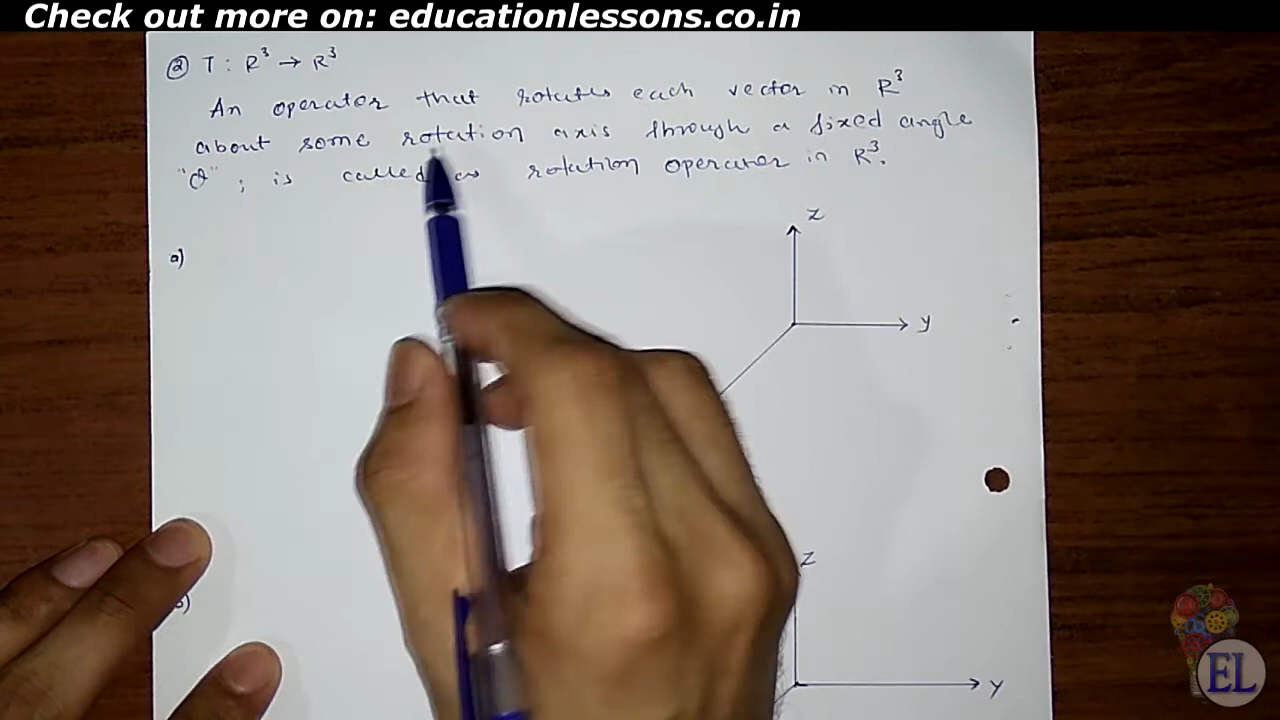 Check out more on: educationlessons.co.in
② T : R³ → R³
An operator that rotates each vector in R³
about some rotation axis through a fixed angle
"θ" ; is called as rotation operator in R³.
z
a)
y
z
b)
y
EL